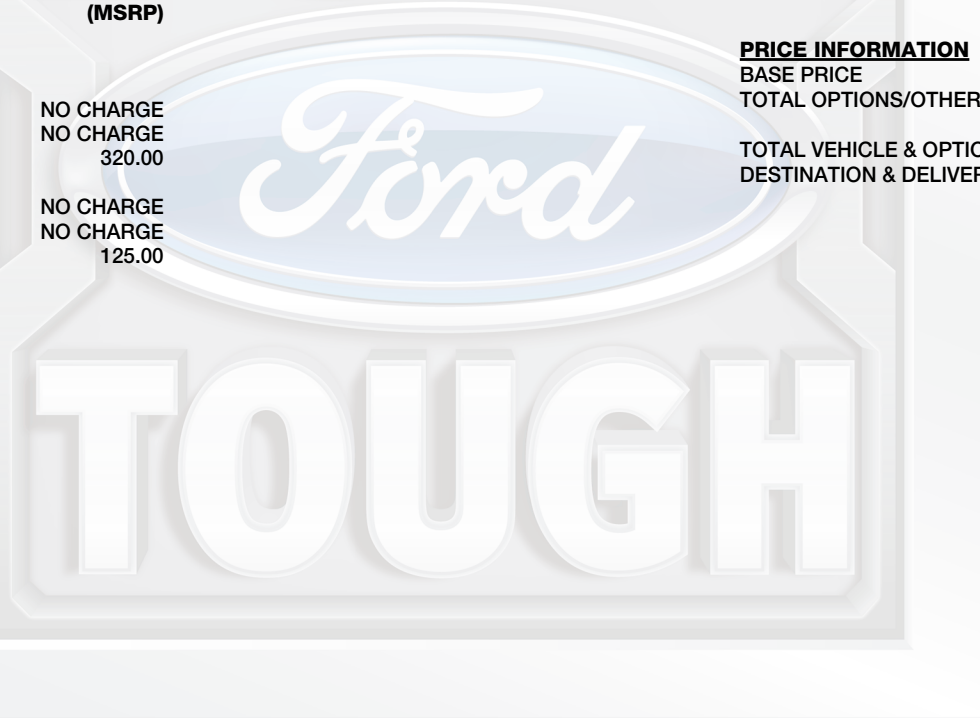 (MSRP)
NO CHARGE
NO CHARGE
320.00
NO CHARGE
NO CHARGE
125.00
PRICE INFORMATION
BASE PRICE
TOTAL OPTIONS/OTHER
TOTAL VEHICLE & OPTIO
DESTINATION & DELIVER
Ford
TOUGH